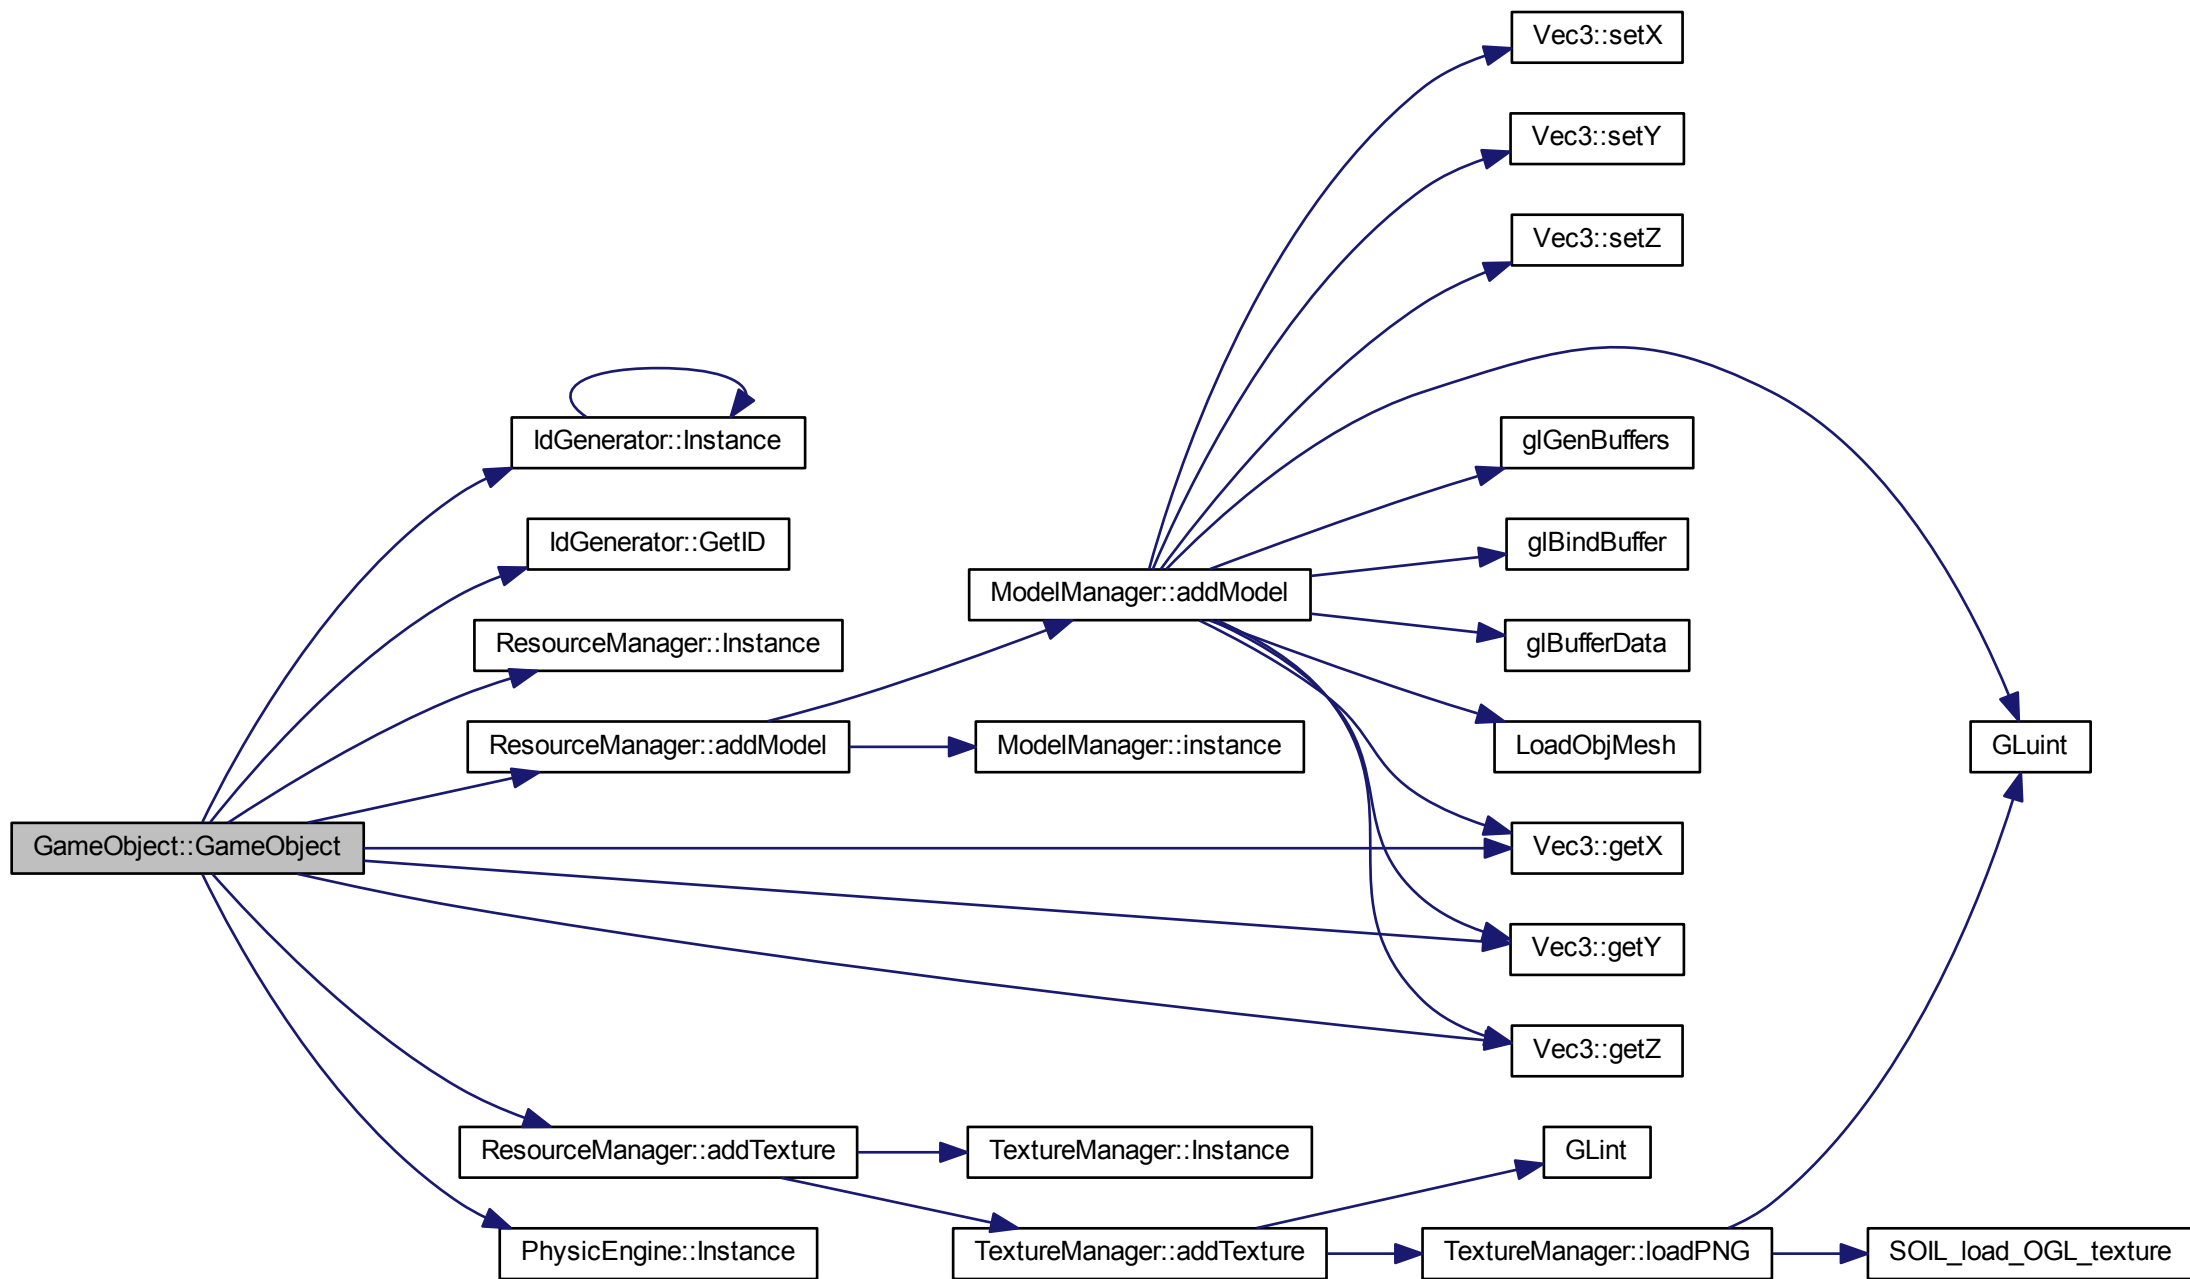 Vec3::setX
Vec3::setY
Vec3::setZ
IdGenerator::Instance
glGenBuffers
IdGenerator::GetID
glBindBuffer
ModelManager::addModel
ResourceManager::Instance
glBufferData
ResourceManager::addModel
ModelManager::instance
LoadObjMesh
GLuint
GameObject::GameObject
Vec3::getX
Vec3::getY
Vec3::getZ
ResourceManager::addTexture
TextureManager::Instance
GLint
PhysicEngine::Instance
TextureManager::addTexture
TextureManager::loadPNG
SOIL_load_OGL_texture